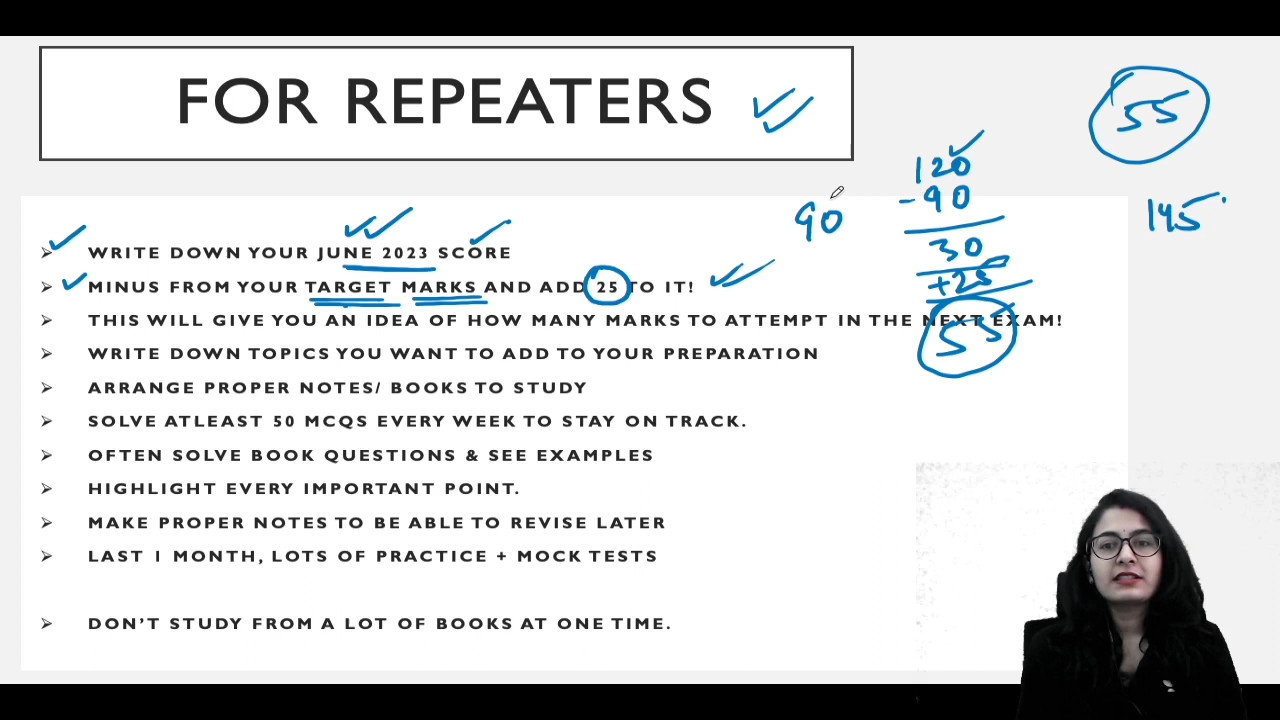 FOR REPEATERS
55
120
-90
30
+25
55
90
145
WRITE DOWN YOUR JUNE 2023 SCORE
MINUS FROM YOUR TARGET MARKS AND ADD 25 TO IT!
THIS WILL GIVE YOU AN IDEA OF HOW MANY MARKS TO ATTEMPT IN THE NEXT EXAM!
WRITE DOWN TOPICS YOU WANT TO ADD TO YOUR PREPARATION
ARRANGE PROPER NOTES/ BOOKS TO STUDY
SOLVE ATLEAST 50 MCQS EVERY WEEK TO STAY ON TRACK.
OFTEN SOLVE BOOK QUESTIONS & SEE EXAMPLES
HIGHLIGHT EVERY IMPORTANT POINT.
MAKE PROPER NOTES TO BE ABLE TO REVISE LATER
LAST 1 MONTH, LOTS OF PRACTICE + MOCK TESTS
DON'T STUDY FROM A LOT OF BOOKS AT ONE TIME.